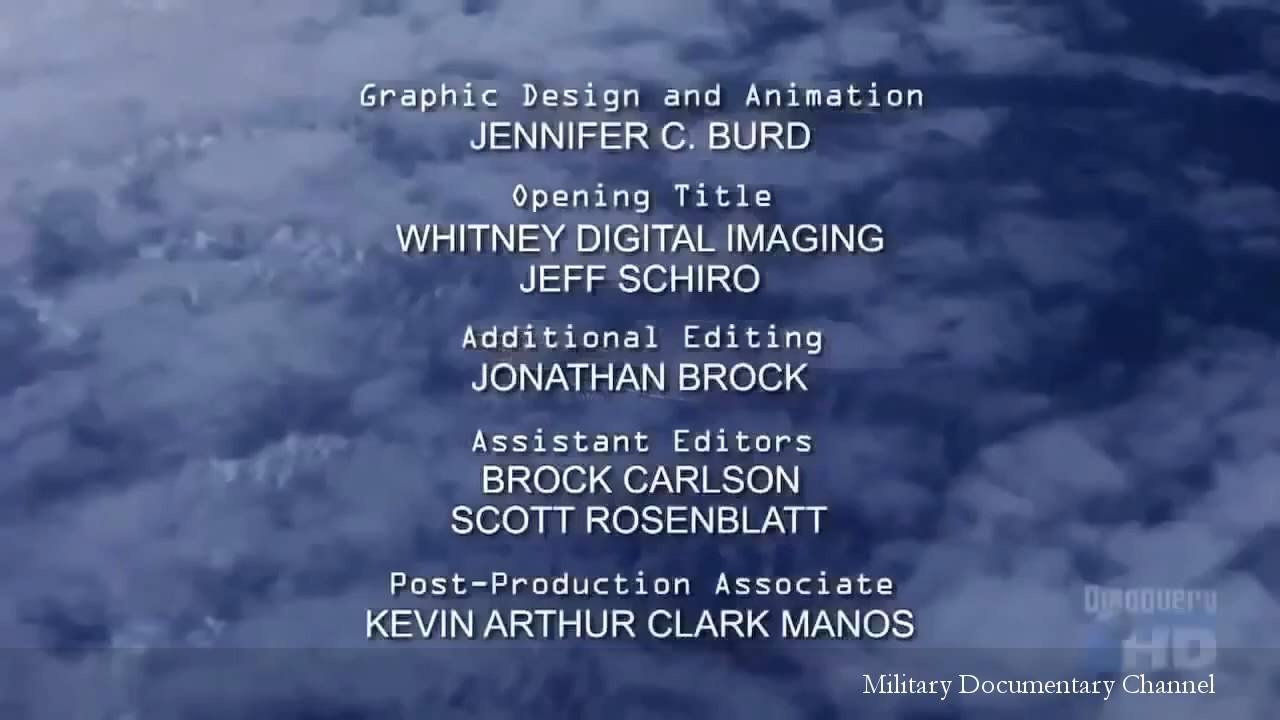 Graphic Design and Animation
JENNIFER C. BURD
Opening Title
WHITNEY DIGITAL IMAGING
JEFF SCHIRO
Additional Editing
JONATHAN BROCK
Assistant Editors
BROCK CARLSON
SCOTT ROSENBLATT
Post-Production Associate
KEVIN ARTHUR CLARK MANOS
Discovery
HD
Military Documentary Channel